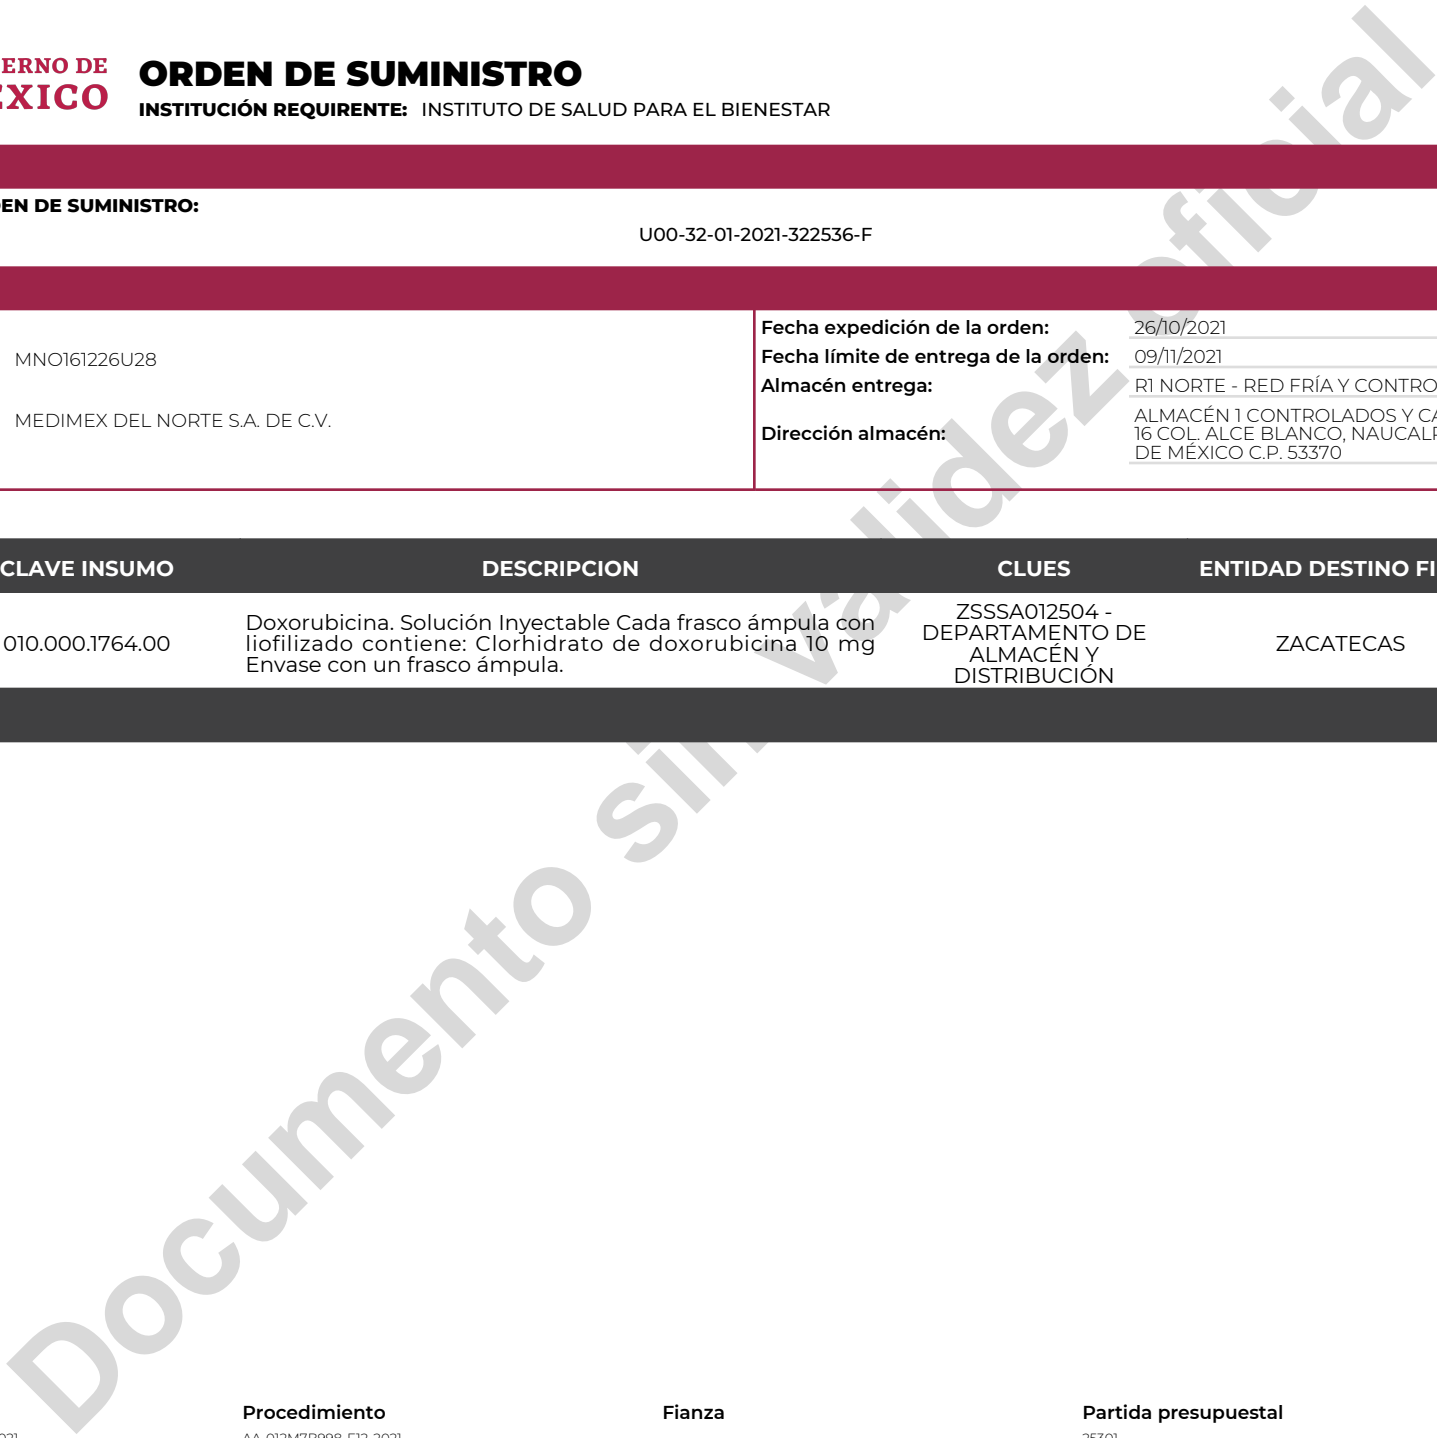 ERNO DE
ÉXICO
ORDEN DE SUMINISTRO
INSTITUCIÓN REQUIRENTE: INSTITUTO DE SALUD PARA EL BIENESTAR
EN DE SUMINISTRO:
U00-32-01-2021-322536-F
MNO161226U28
MEDIMEX DEL NORTE S.A. DE C.V.
Fecha expedición de la orden: 26/10/2021
Fecha límite de entrega de la orden: 09/11/2021
Almacén entrega: R1 NORTE - RED FRÍA Y CONTRO
Dirección almacén: ALMACÉN 1 CONTROLADOS Y CA
16 COL. ALCE BLANCO, NAUCALP
DE MÉXICO C.P. 53370
CLAVE INSUMO DESCRIPCION CLUES ENTIDAD DESTINO FI
010.000.1764.00
Doxorubicina. Solución Inyectable Cada frasco ámpula con
liofilizado contiene: Clorhidrato de doxorubicina 10 mg
Envase con un frasco ámpula.
ZSSSA012504 -
DEPARTAMENTO DE
ALMACÉN Y
DISTRIBUCIÓN
ZACATECAS
Documento sin validez oficial
Procedimiento Fianza Partida presupuestal